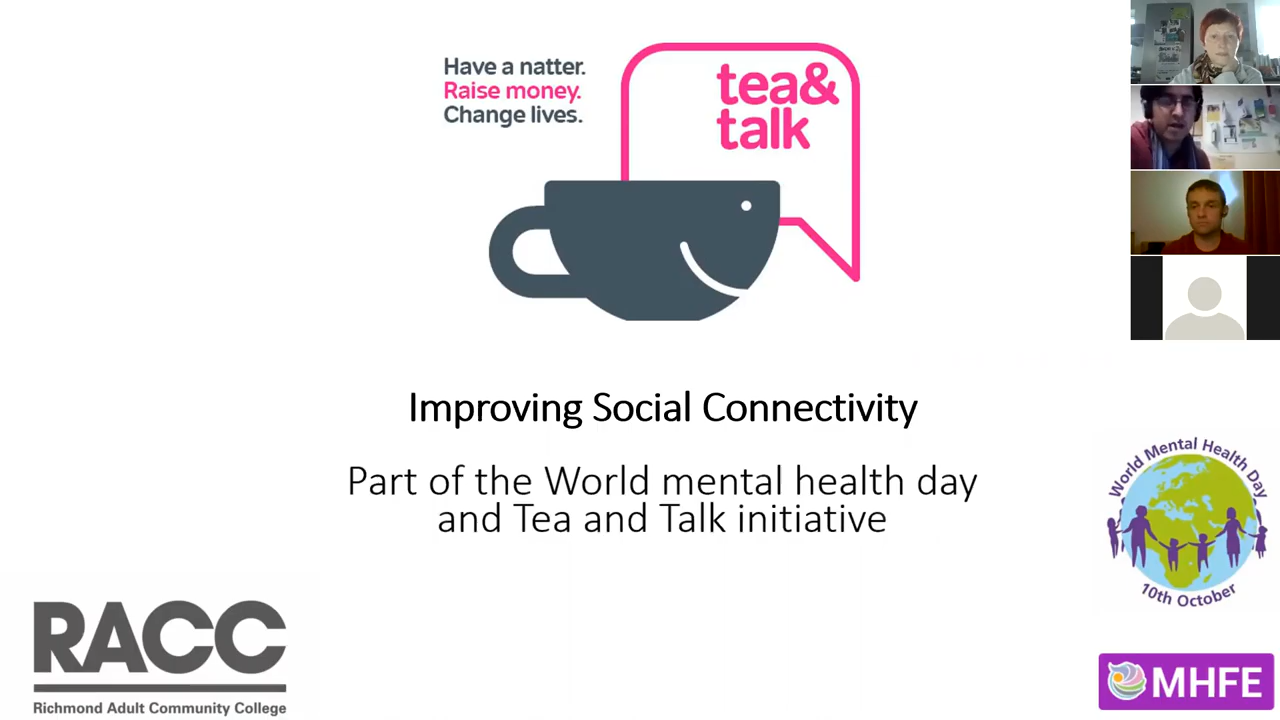 Have a natter.
Raise money.
Change lives.
tea&
talk
Improving Social Connectivity
Part of the World mental health day
and Tea and Talk initiative
World Mental Health Day
10th October
RACC
Richmond Adult Community College
MHFE